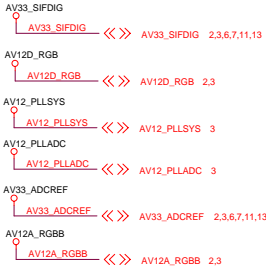 AV33_SIFDIG
AV33_SIFDIG AV33_SIFDIG 2,3,6,7,11,13
AV12D_RGB
AV12D_RGB AV12D_RGB 2,3
AV12_PLLSYS
AV12_PLLSYS AV12_PLLSYS 3
AV12_PLLADC
AV12_PLLADC AV12_PLLADC 3
AV33_ADCREF
AV33_ADCREF AV33_ADCREF 2,3,6,7,11,13
AV12A_RGBB
AV12A_RGBB AV12A_RGBB 2,3